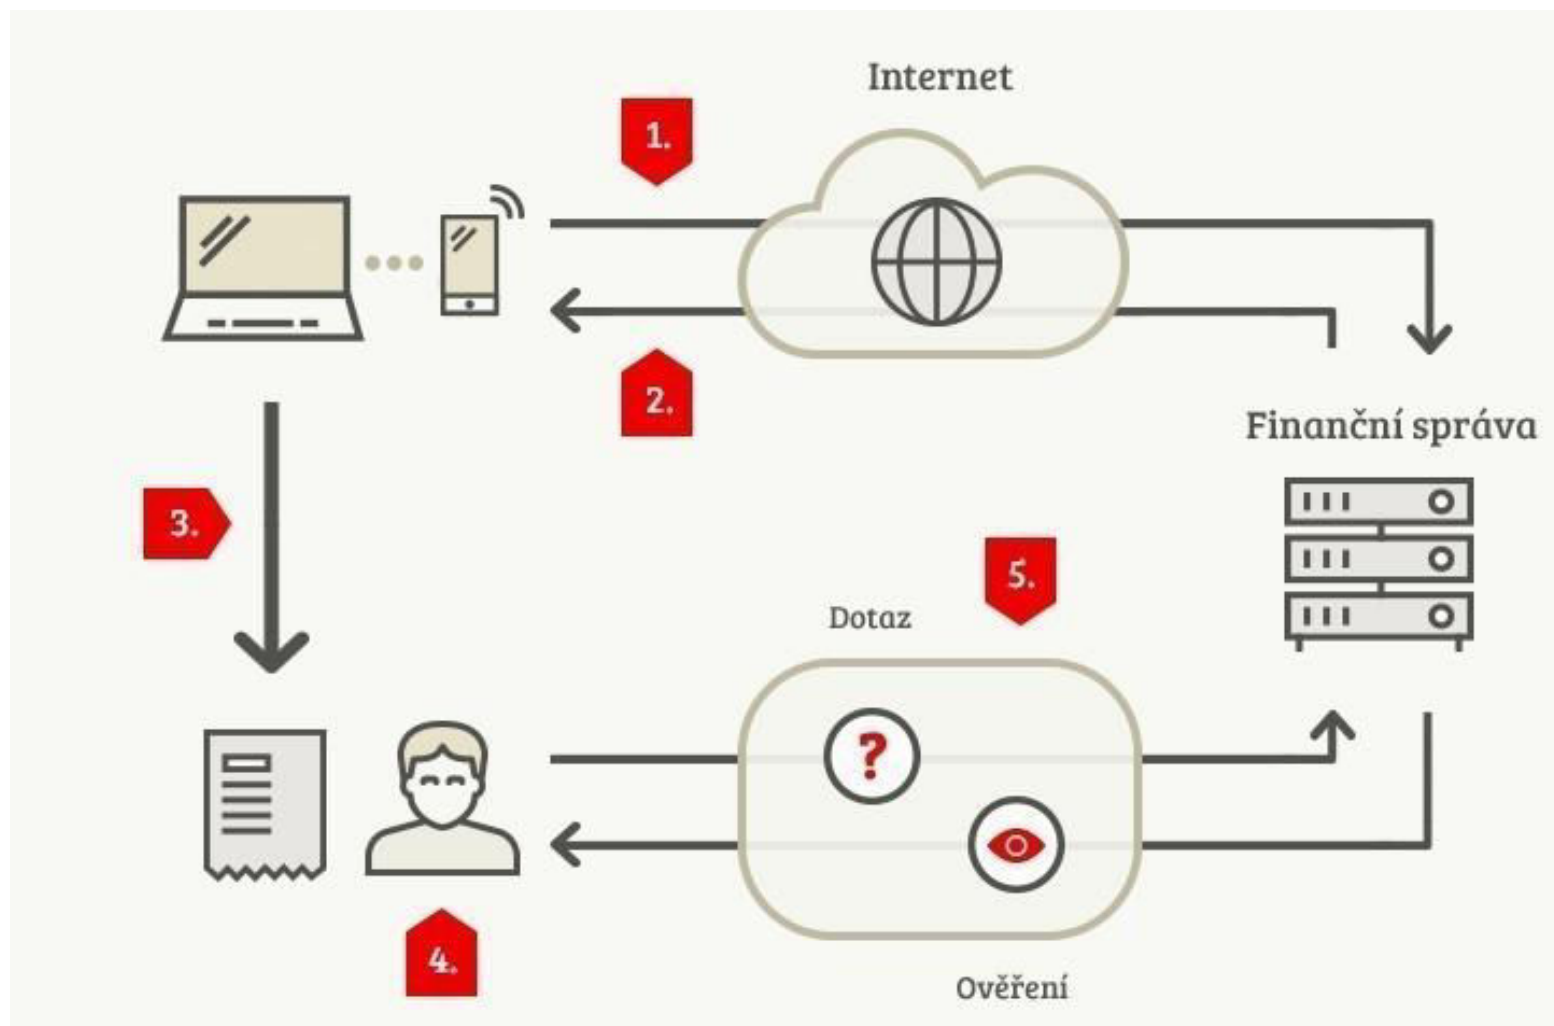 Internet
1.
2.
Finanční správa
3.
5.
Dotaz
?
4.
Ověření